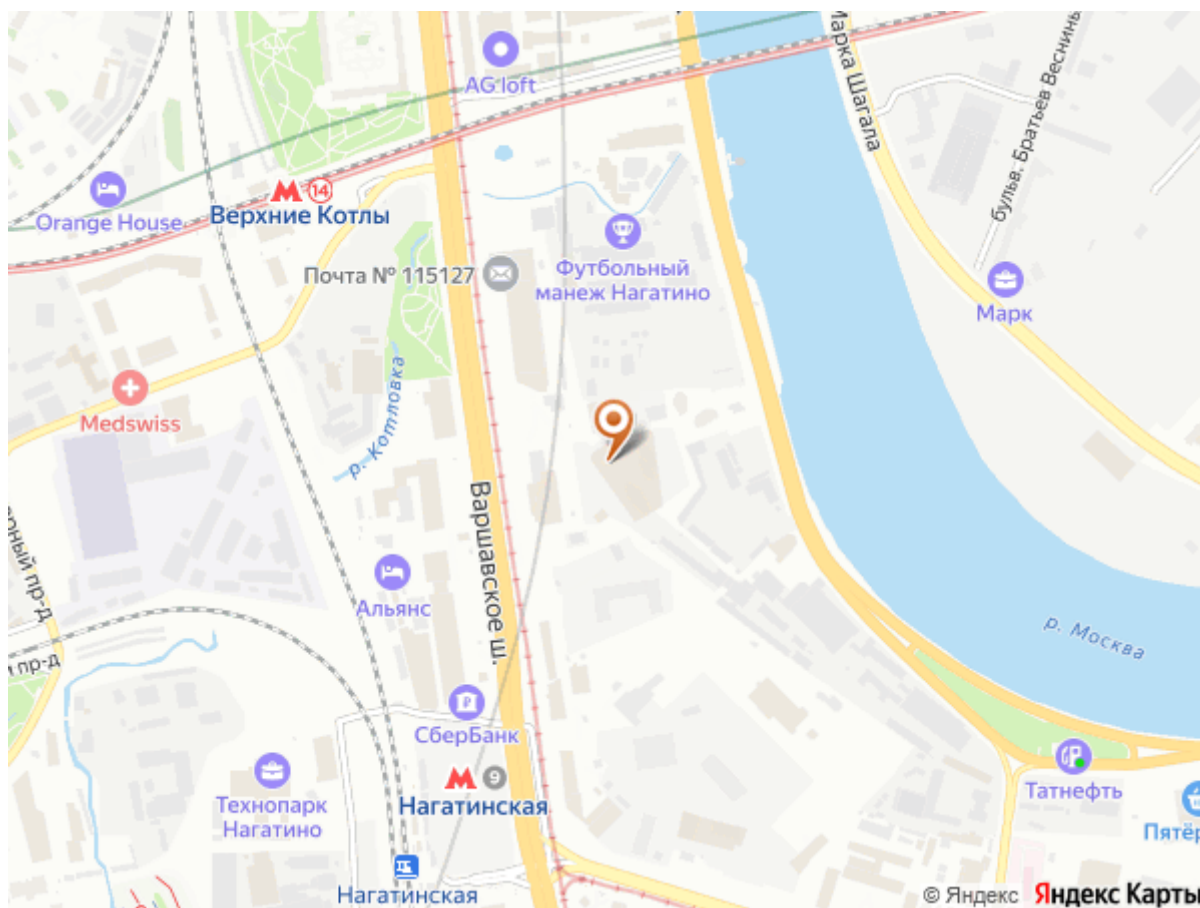 AG loft
Марка Шагала
бульв. Братьев Весниных
14
Верхние Котлы
Orange House
Почта № 115127
Футбольный
манеж Нагатино
Марк
Medswiss
р. Котловка
Варшавское ш.
Альянс
р. Москва
пр-д
СберБанк
9
Нагатинская
Технопарк
Нагатино
Татнефть
Нагатинская
© Яндекс Яндекс Карты